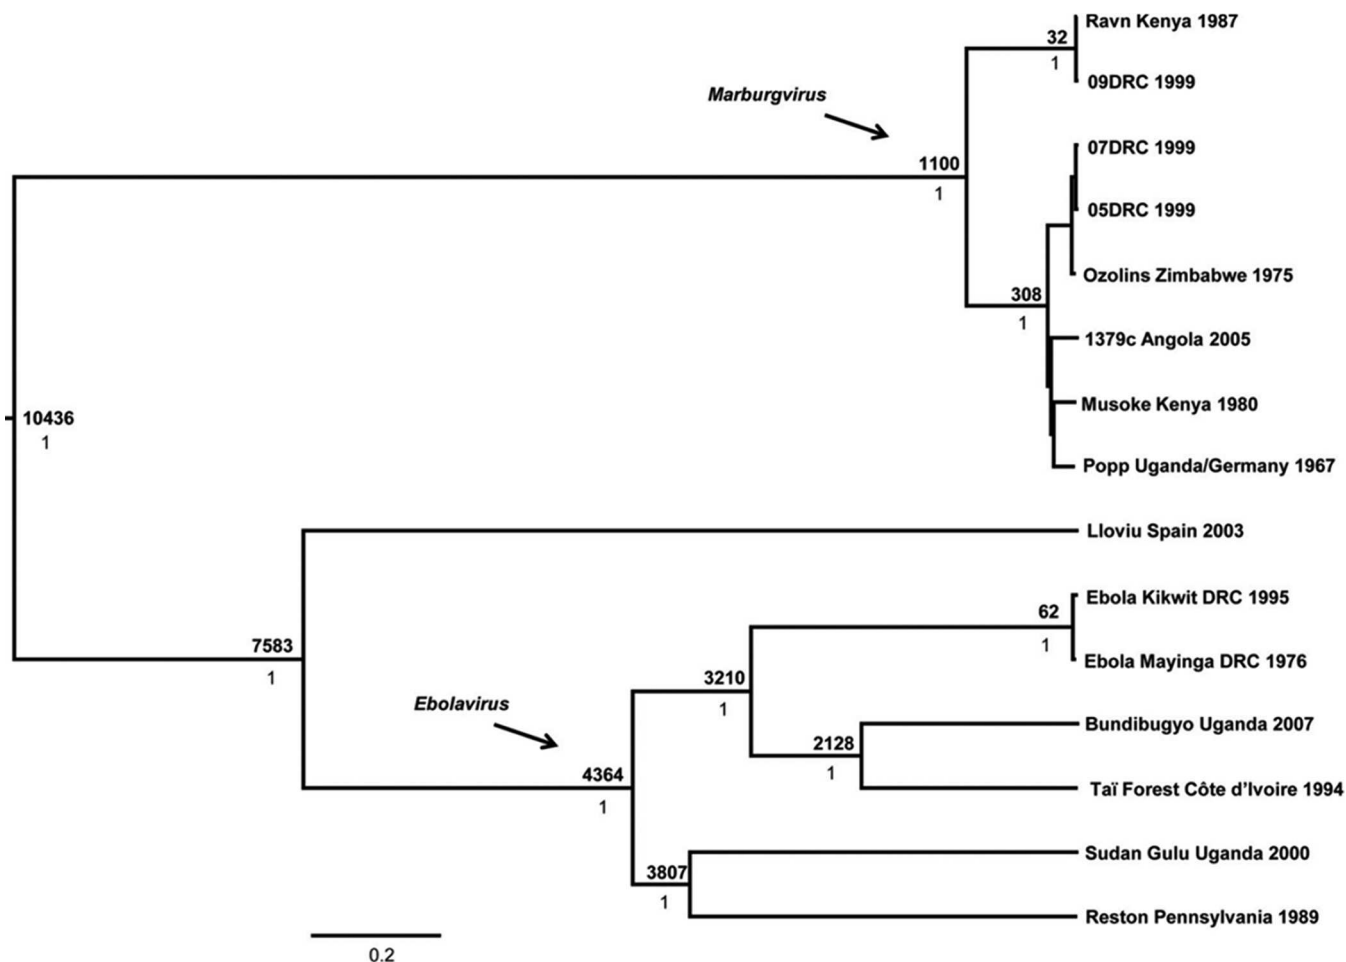 Ravn Kenya 1987
32
1
09DRC 1999
Marburgvirus
07DRC 1999
1100
1
05DRC 1999
Ozolins Zimbabwe 1975
308
1
1379c Angola 2005
Musoke Kenya 1980
10436
1
Popp Uganda/Germany 1967
Lloviu Spain 2003
Ebola Kikwit DRC 1995
62
1
7583
1
Ebola Mayinga DRC 1976
3210
1
Ebolavirus
Bundibugyo Uganda 2007
2128
1
4364
1
Taï Forest Côte d’Ivoire 1994
Sudan Gulu Uganda 2000
3807
1
Reston Pennsylvania 1989
0.2